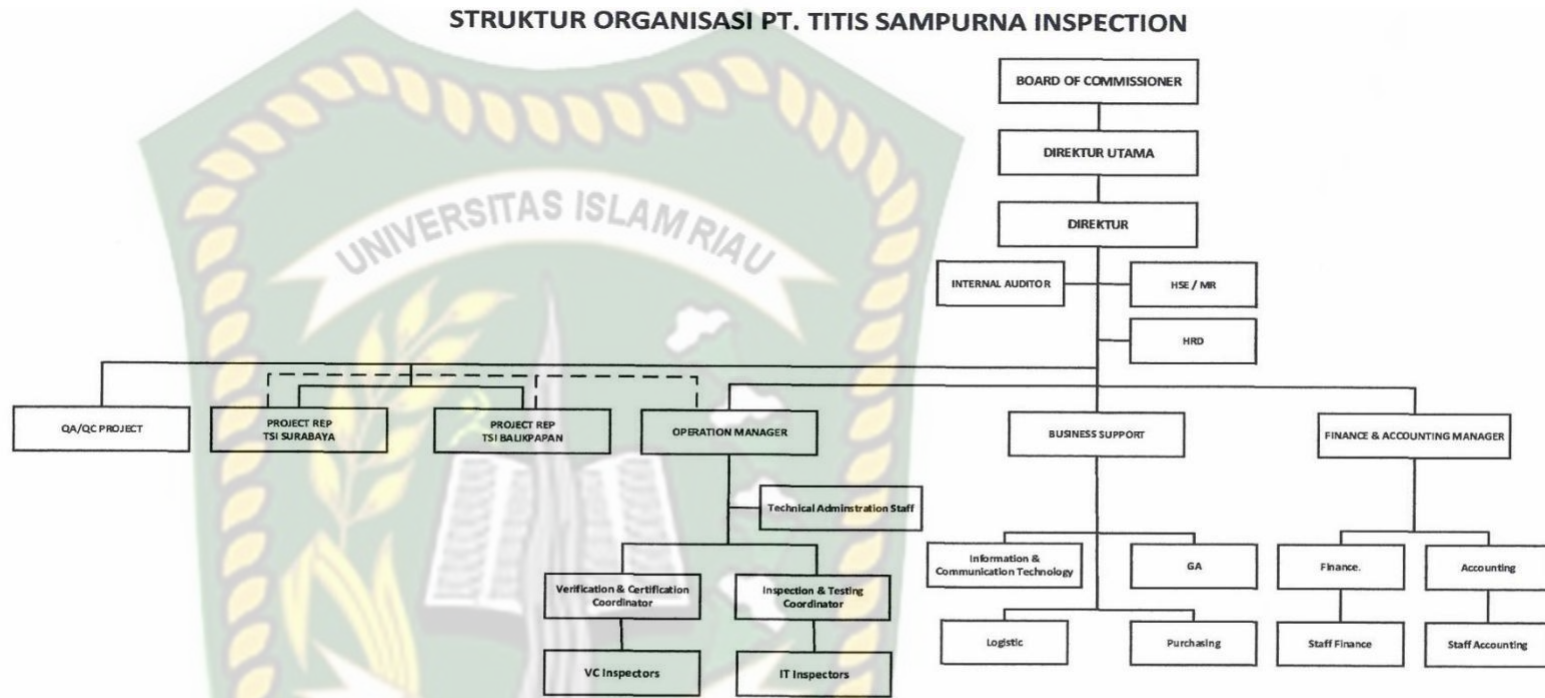 STRUKTUR ORGANISASI PT. TITIS SAMPURNA INSPECTION
BOARD OF COMMISSIONER
DIREKTUR UTAMA
UNIVERSITAS ISLAM RIAU
DIREKTUR
INTERNAL AUDITOR
HSE / MR
HRD
QA/QC PROJECT
PROJECT REP
TSI SURABAYA
PROJECT REP
TSI BALIKPAPAN
OPERATION MANAGER
BUSINESS SUPPORT
FINANCE & ACCOUNTING MANAGER
Technical Adminstration Staff
Information &
Communication Technology
GA
Finance.
Accounting
Verification & Certification
Coordinator
Inspection & Testing
Coordinator
Logistic
Purchasing
Staff Finance
Staff Accounting
VC Inspectors
IT Inspectors